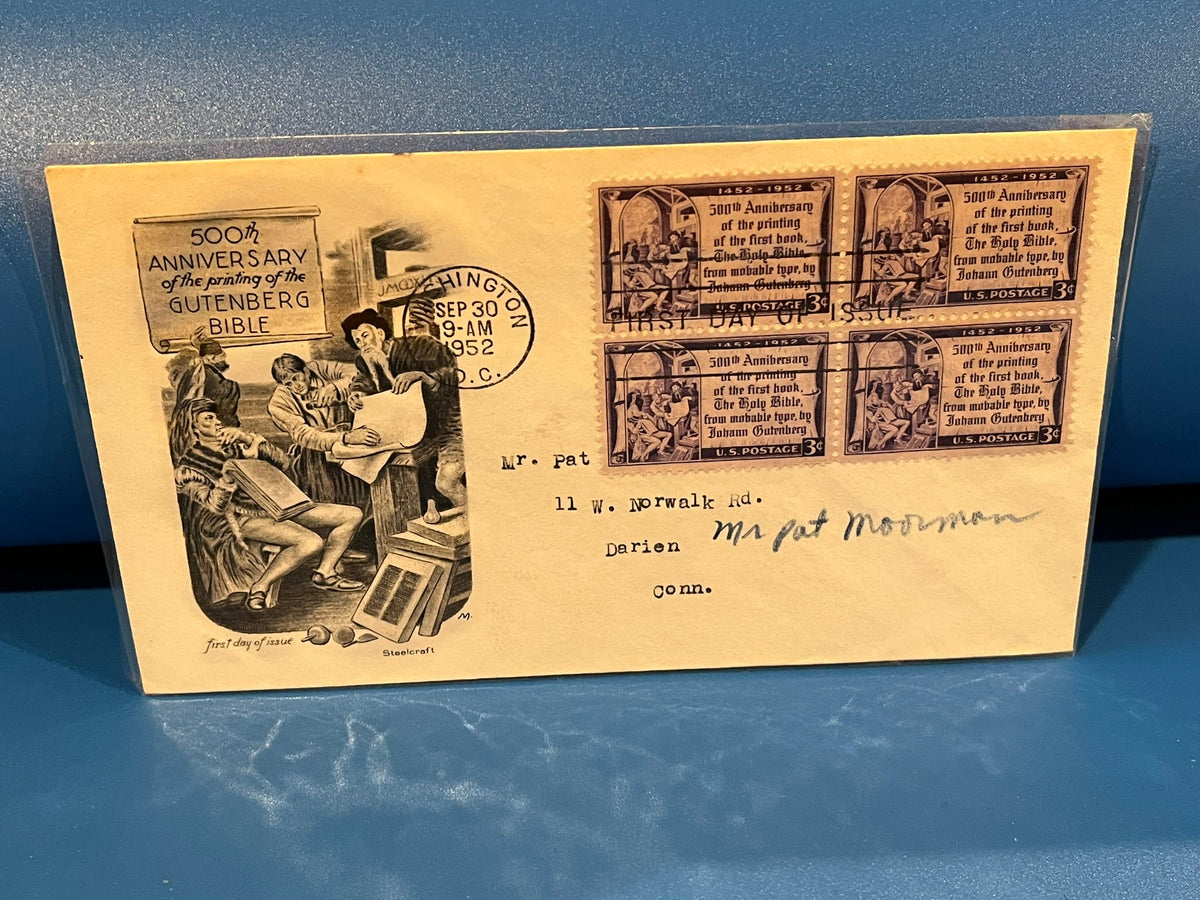 500th
ANNIVERSARY
of the printing of the
GUTENBERG
BIBLE
HINGTON
SEP 30
9-AM
1952
D.C.
1452-1952
500th Anniversary
of the printing
of the first book,
The Holy Bible,
from movable type, by
Johann Gutenberg
U.S. POSTAGE 3¢
1452-1952
500th Anniversary
of the printing
of the first book,
The Holy Bible,
from movable type, by
Johann Gutenberg
U.S. POSTAGE 3¢
FIRST DAY OF ISSUE
1452-1952
500th Anniversary
of the printing
of the first book,
The Holy Bible,
from movable type, by
Johann Gutenberg
U.S. POSTAGE 3¢
1452-1952
500th Anniversary
of the printing
of the first book,
The Holy Bible,
from movable type, by
Johann Gutenberg
U.S. POSTAGE 3¢
Mr. Pat
11 W. Norwalk Rd.
Mr Pat Moorman
Darien
Conn.
M.
first day of issue
Steelcraft